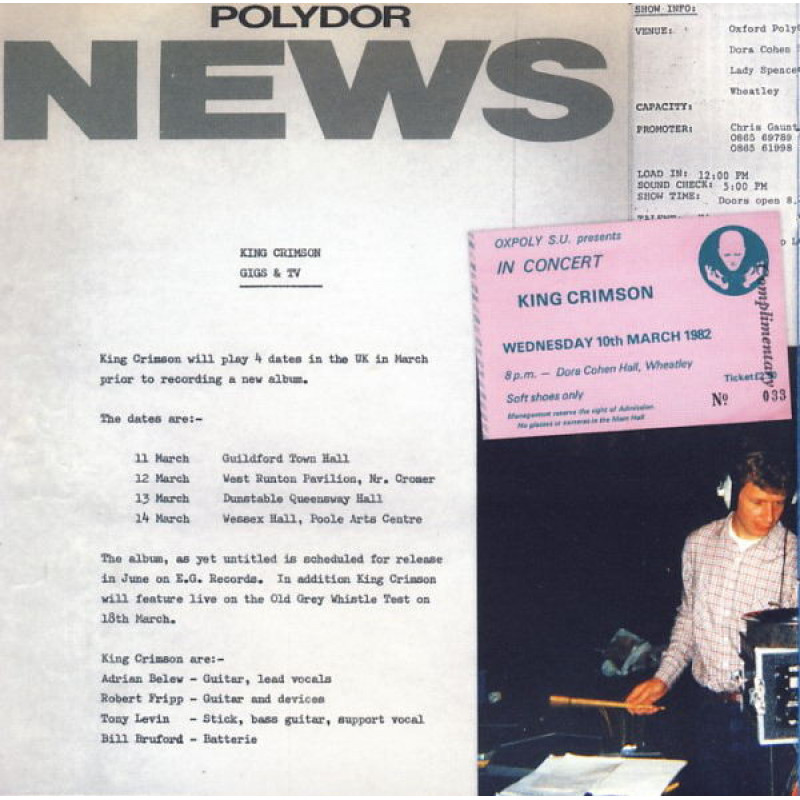 POLYDOR
NEWS
KING CRIMSON
GIGS & TV
King Crimson will play 4 dates in the UK in March
prior to recording a new album.
The dates are:-
11 March Guildford Town Hall
12 March West Runton Pavilion, Nr. Cromer
13 March Dunstable Queensway Hall
14 March Wessex Hall, Poole Arts Centre
The album, as yet untitled is scheduled for release
in June on E.G. Records. In addition King Crimson
will feature live on the Old Grey Whistle Test on
18th March.
King Crimson are:-
Adrian Belew - Guitar, lead vocals
Robert Fripp - Guitar and devices
Tony Levin - Stick, bass guitar, support vocal
Bill Bruford - Batterie
SHOW INFO:
VENUE: Oxford Poly
Dora Cohen
Lady Spence
Wheatley
CAPACITY:
PROMOTER: Chris Gaunt
0865 69789
0865 61998
LOAD IN: 12:00 PM
SOUND CHECK: 5:00 PM
SHOW TIME: Doors open 8.
OXPOLY S.U. presents
IN CONCERT
KING CRIMSON
WEDNESDAY 10th MARCH 1982
8 p.m. — Dora Cohen Hall, Wheatley
Soft shoes only
Management reserve the right of Admission.
No glasses or cameras in the Main Hall
Ticket
Nº 033
Complimentary